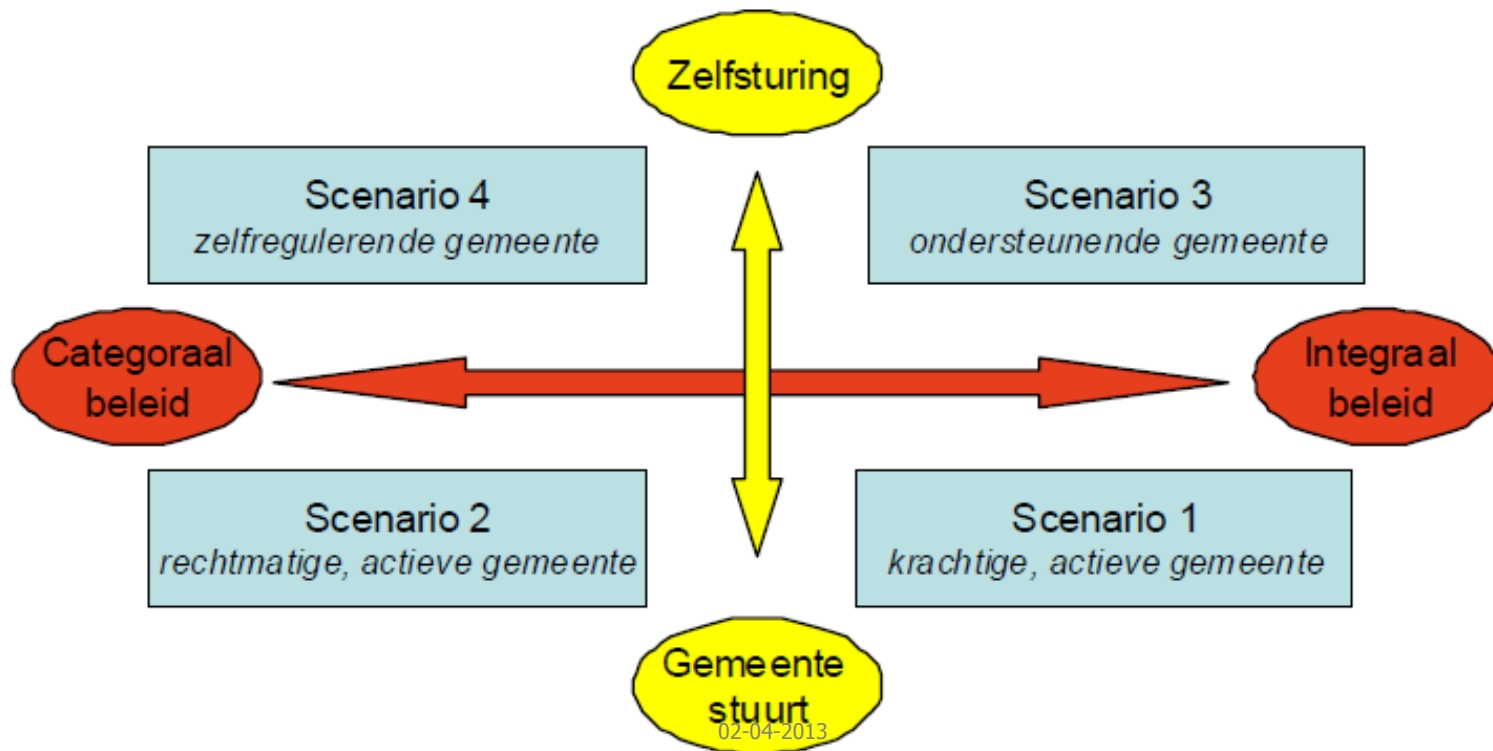 Zelfsturing
Scenario 4
zelfregulerende gemeente
Scenario 3
ondersteunende gemeente
Categoraal
beleid
Integraal
beleid
Scenario 2
rechtmatige, actieve gemeente
Scenario 1
krachtige, actieve gemeente
Gemeente
stuurt
02-04-2013